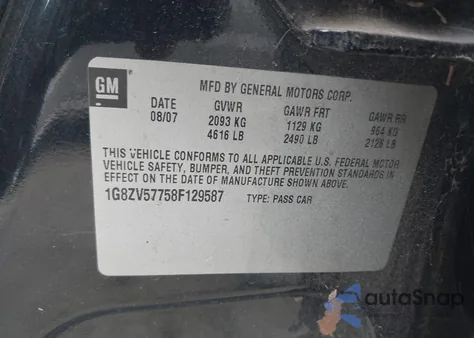 GM
MFD BY GENERAL MOTORS CORP.
DATE GVWR GAWR FRT GAWR RR
08/07 2093 KG 1129 KG 964 KG
4616 LB 2490 LB 2126 LB
THIS VEHICLE CONFORMS TO ALL APPLICABLE U.S. FEDERAL MOTOR
VEHICLE SAFETY, BUMPER, AND THEFT PREVENTION STANDARDS IN
EFFECT ON THE DATE OF MANUFACTURE SHOWN ABOVE.
1G8ZV57758F129587 TYPE: PASS CAR
autaSnap